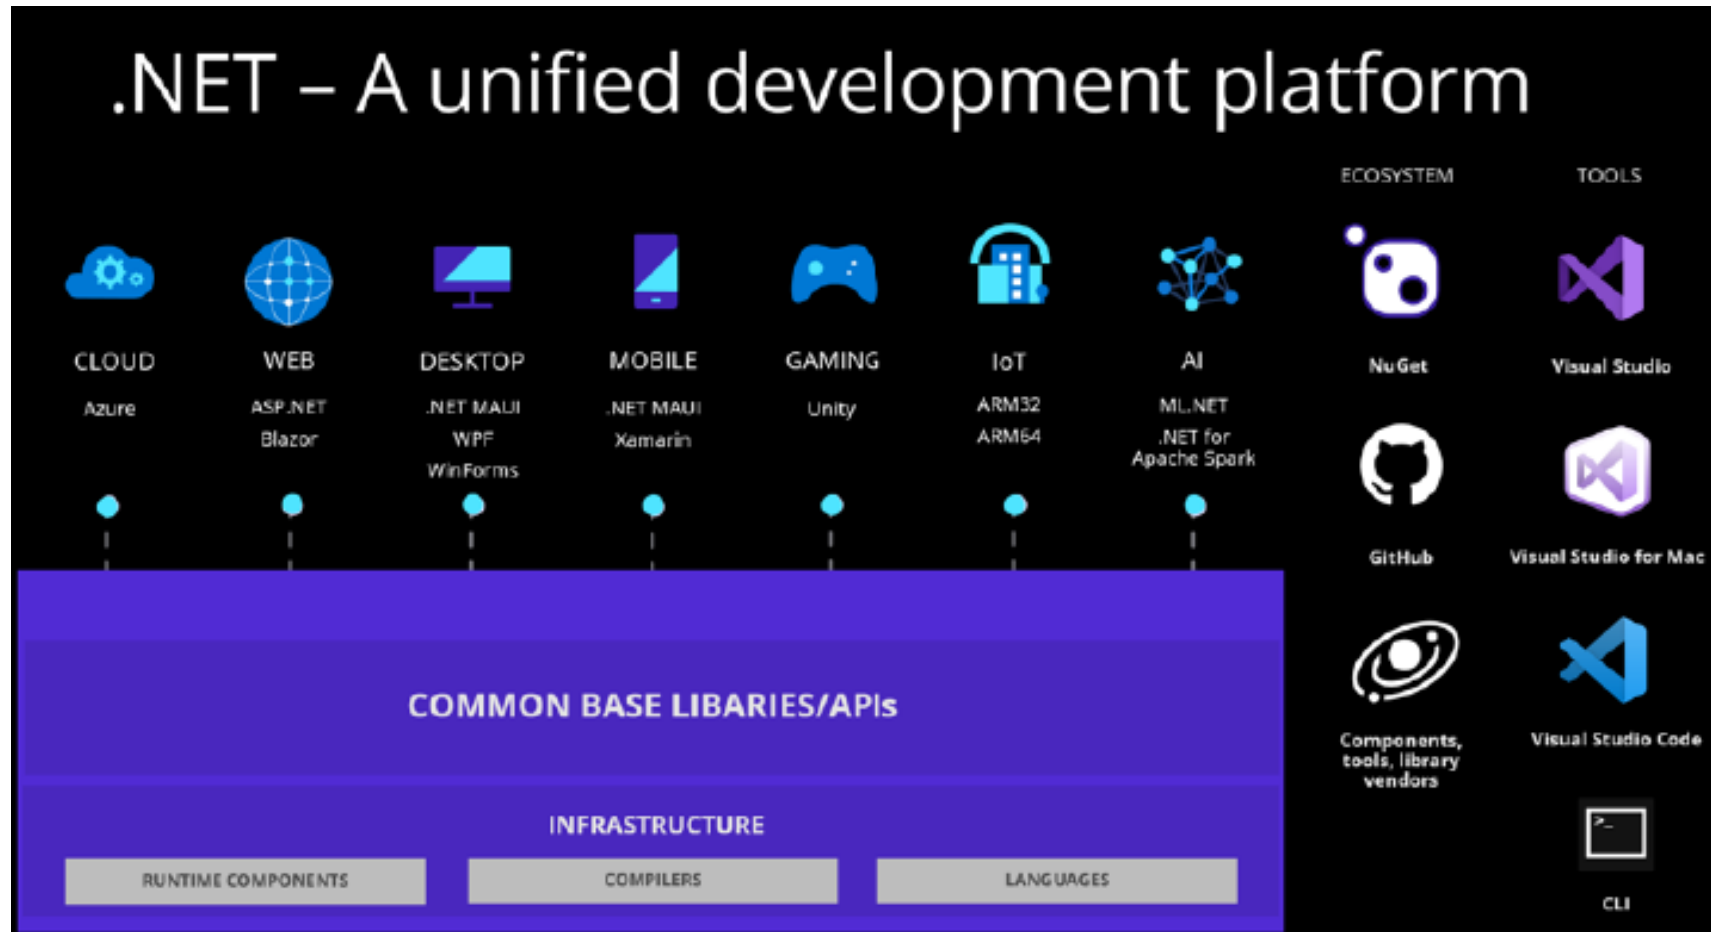 .NET – A unified development platform
ECOSYSTEM
TOOLS
CLOUD
Azure
WEB
ASP.NET
Blazor
DESKTOP
.NET MAUI
WPF
WinForms
MOBILE
.NET MAUI
Xamarin
GAMING
Unity
IoT
ARM32
ARM64
AI
ML.NET
.NET for
Apache Spark
NuGet
GitHub
Components,
tools, library
vendors
Visual Studio
Visual Studio for Mac
Visual Studio Code
>_
CLI
COMMON BASE LIBARIES/APIs
INFRASTRUCTURE
RUNTIME COMPONENTS
COMPILERS
LANGUAGES